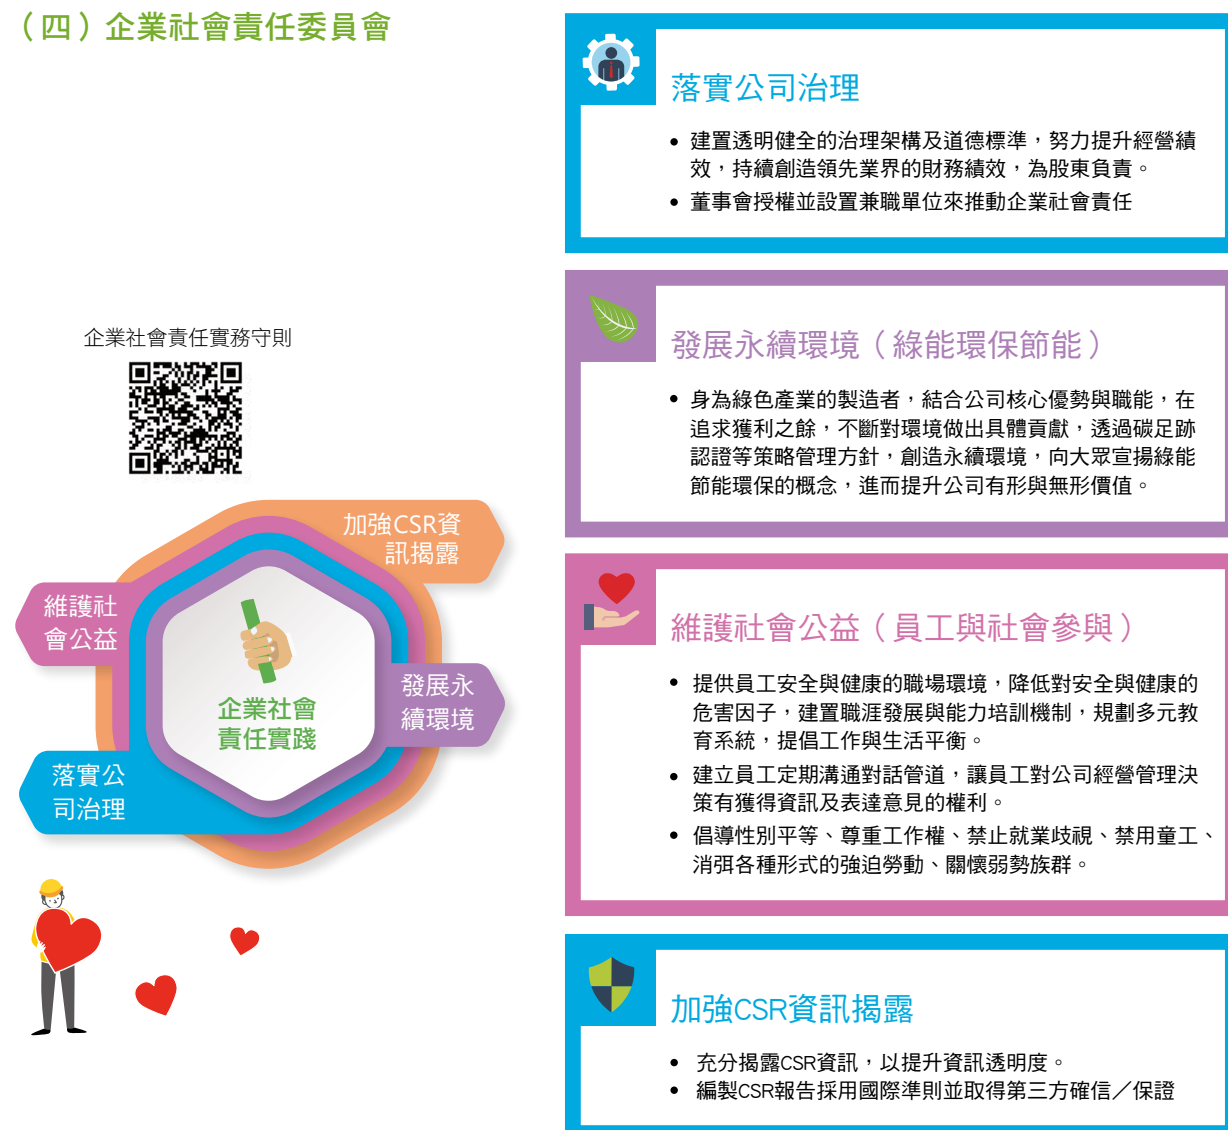 （四）企業社會責任委員會
企業社會責任實務守則
加強CSR資
訊揭露
維護社
會公益
發展永
續環境
企業社會
責任實踐
落實公
司治理
落實公司治理
• 建置透明健全的治理架構及道德標準，努力提升經營績
效，持續創造領先業界的財務績效，為股東負責。
• 董事會授權並設置兼職單位來推動企業社會責任
發展永續環境（綠能環保節能）
• 身為綠色產業的製造者，結合公司核心優勢與職能，在
追求獲利之餘，不斷對環境做出具體貢獻，透過碳足跡
認證等策略管理方針，創造永續環境，向大眾宣揚綠能
節能環保的概念，進而提升公司有形與無形價值。
維護社會公益（員工與社會參與）
• 提供員工安全與健康的職場環境，降低對安全與健康的
危害因子，建置職涯發展與能力培訓機制，規劃多元教
育系統，提倡工作與生活平衡。
• 建立員工定期溝通對話管道，讓員工對公司經營管理決
策有獲得資訊及表達意見的權利。
• 倡導性別平等、尊重工作權、禁止就業歧視、禁用童工、
消弭各種形式的強迫勞動、關懷弱勢族群。
加強CSR資訊揭露
• 充分揭露CSR資訊，以提升資訊透明度。
• 編製CSR報告採用國際準則並取得第三方確信／保證